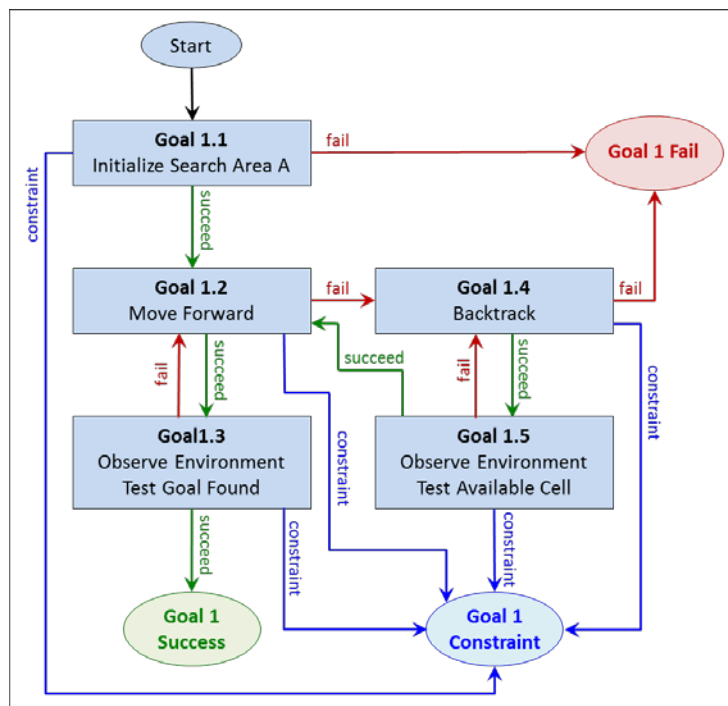 Start
Goal 1.1
Initialize Search Area A
fail
Goal 1 Fail
constraint
succeed
Goal 1.2
Move Forward
fail
Goal 1.4
Backtrack
fail
fail
succeed
succeed
fail
succeed
constraint
constraint
Goal1.3
Observe Environment
Test Goal Found
Goal 1.5
Observe Environment
Test Available Cell
succeed
constraint
constraint
Goal 1
Success
Goal 1
Constraint